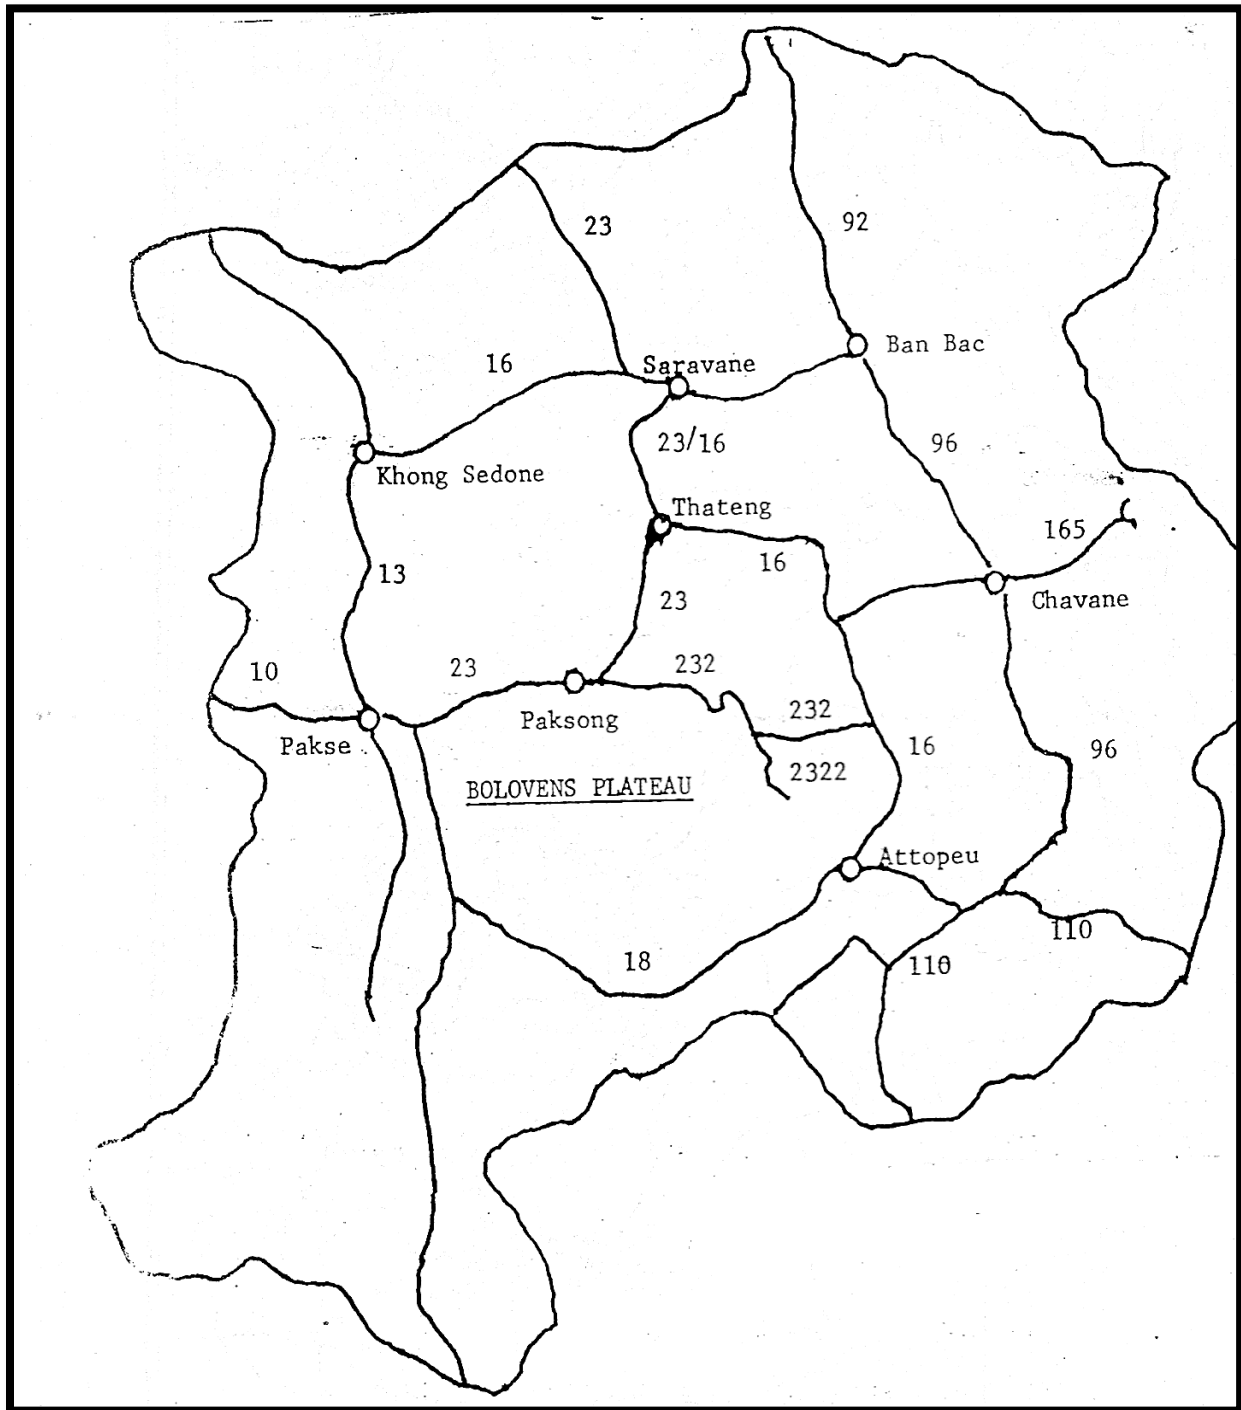 23
92
Ban Bac
16
Saravane
23/16
96
Khong Sedone
Thateng
165
16
13
23
Chavane
10
23
232
232
Paksong
Pakse
16
96
2322
BOLOVENS PLATEAU
Attopeu
110
18
110